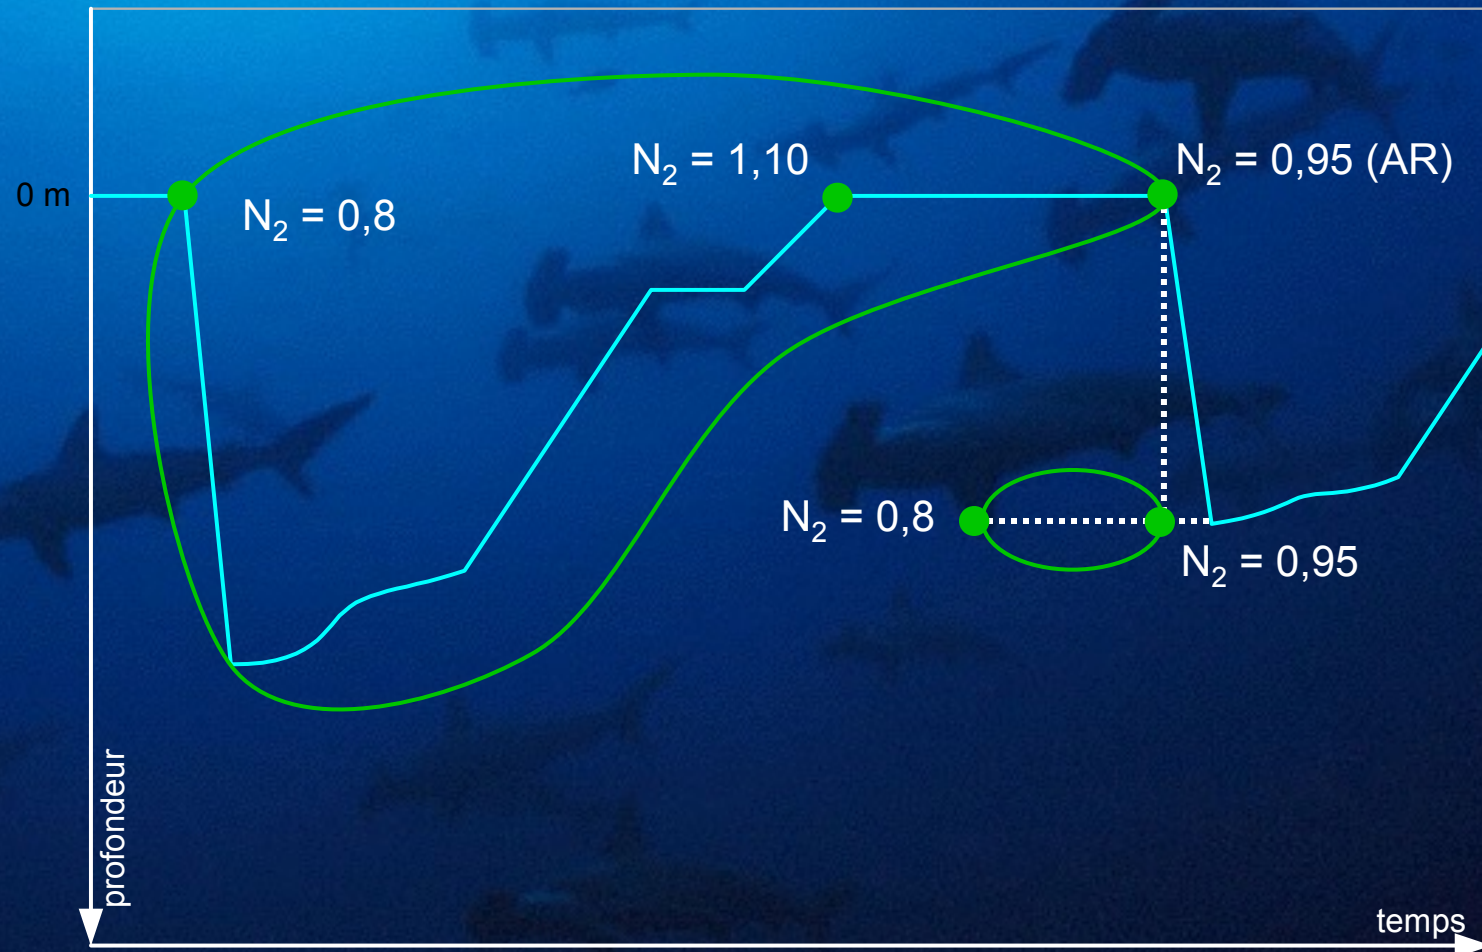 N₂ = 1,10
N₂ = 0,95 (AR)
0 m
N₂ = 0,8
N₂ = 0,8
N₂ = 0,95
profondeur
temps